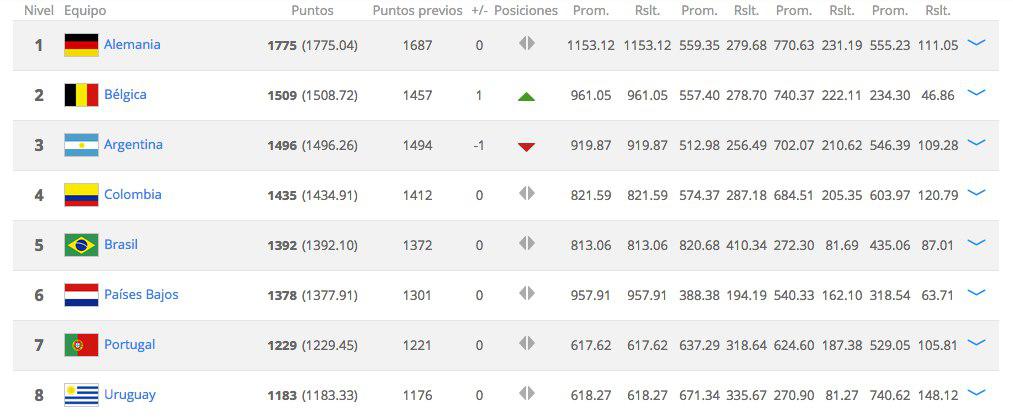 Nivel Equipo Puntos Puntos previos +/- Posiciones Prom. Rslt. Prom. Rslt. Prom. Rslt. Prom. Rslt.
1 Alemania 1775 (1775.04) 1687 0 1153.12 1153.12 559.35 279.68 770.63 231.19 555.23 111.05
2 Bélgica 1509 (1508.72) 1457 1 961.05 961.05 557.40 278.70 740.37 222.11 234.30 46.86
3 Argentina 1496 (1496.26) 1494 -1 919.87 919.87 512.98 256.49 702.07 210.62 546.39 109.28
4 Colombia 1435 (1434.91) 1412 0 821.59 821.59 574.37 287.18 684.51 205.35 603.97 120.79
5 Brasil 1392 (1392.10) 1372 0 813.06 813.06 820.68 410.34 272.30 81.69 435.06 87.01
6 Países Bajos 1378 (1377.91) 1301 0 957.91 957.91 388.38 194.19 540.33 162.10 318.54 63.71
7 Portugal 1229 (1229.45) 1221 0 617.62 617.62 637.29 318.64 624.60 187.38 529.05 105.81
8 Uruguay 1183 (1183.33) 1176 0 618.27 618.27 671.34 335.67 270.90 81.27 740.62 148.12